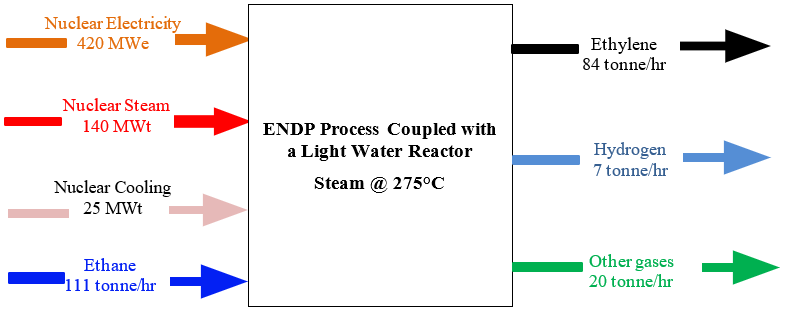 Nuclear Electricity
420 MWe
Nuclear Steam
140 MWt
Nuclear Cooling
25 MWt
Ethane
111 tonne/hr
ENDP Process Coupled with
a Light Water Reactor
Steam @ 275°C
Ethylene
84 tonne/hr
Hydrogen
7 tonne/hr
Other gases
20 tonne/hr